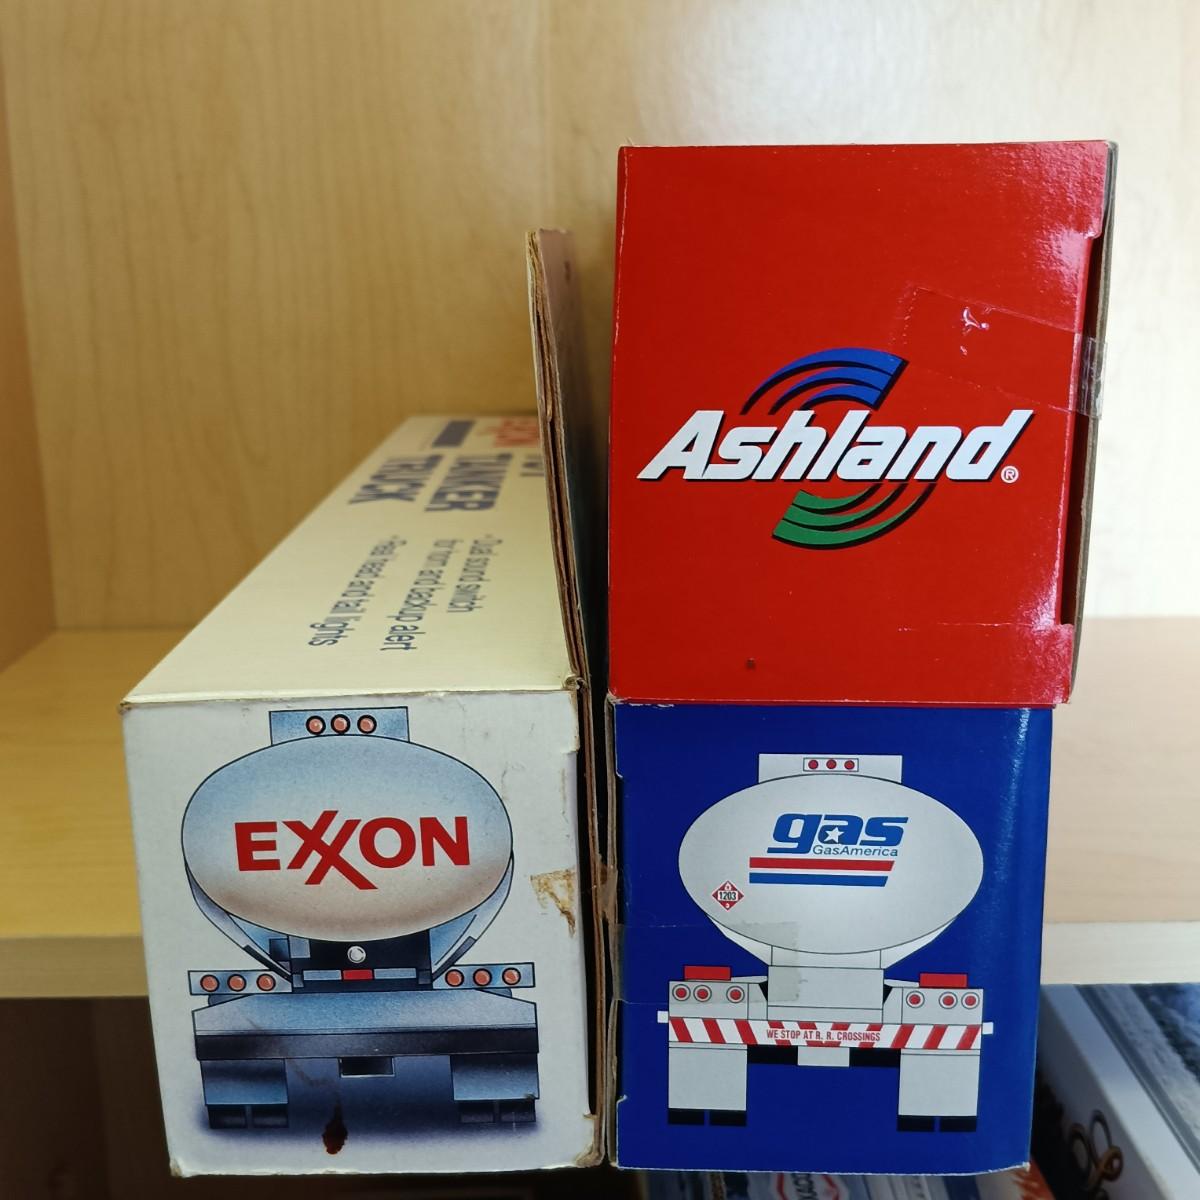 EXXON
TANKER
TRUCK
• Dual sound switch
for horn and backup alert
• Real head and tail lights
EXXON
Ashland®
gas
GasAmerica
1203
WE STOP AT R. R. CROSSINGS